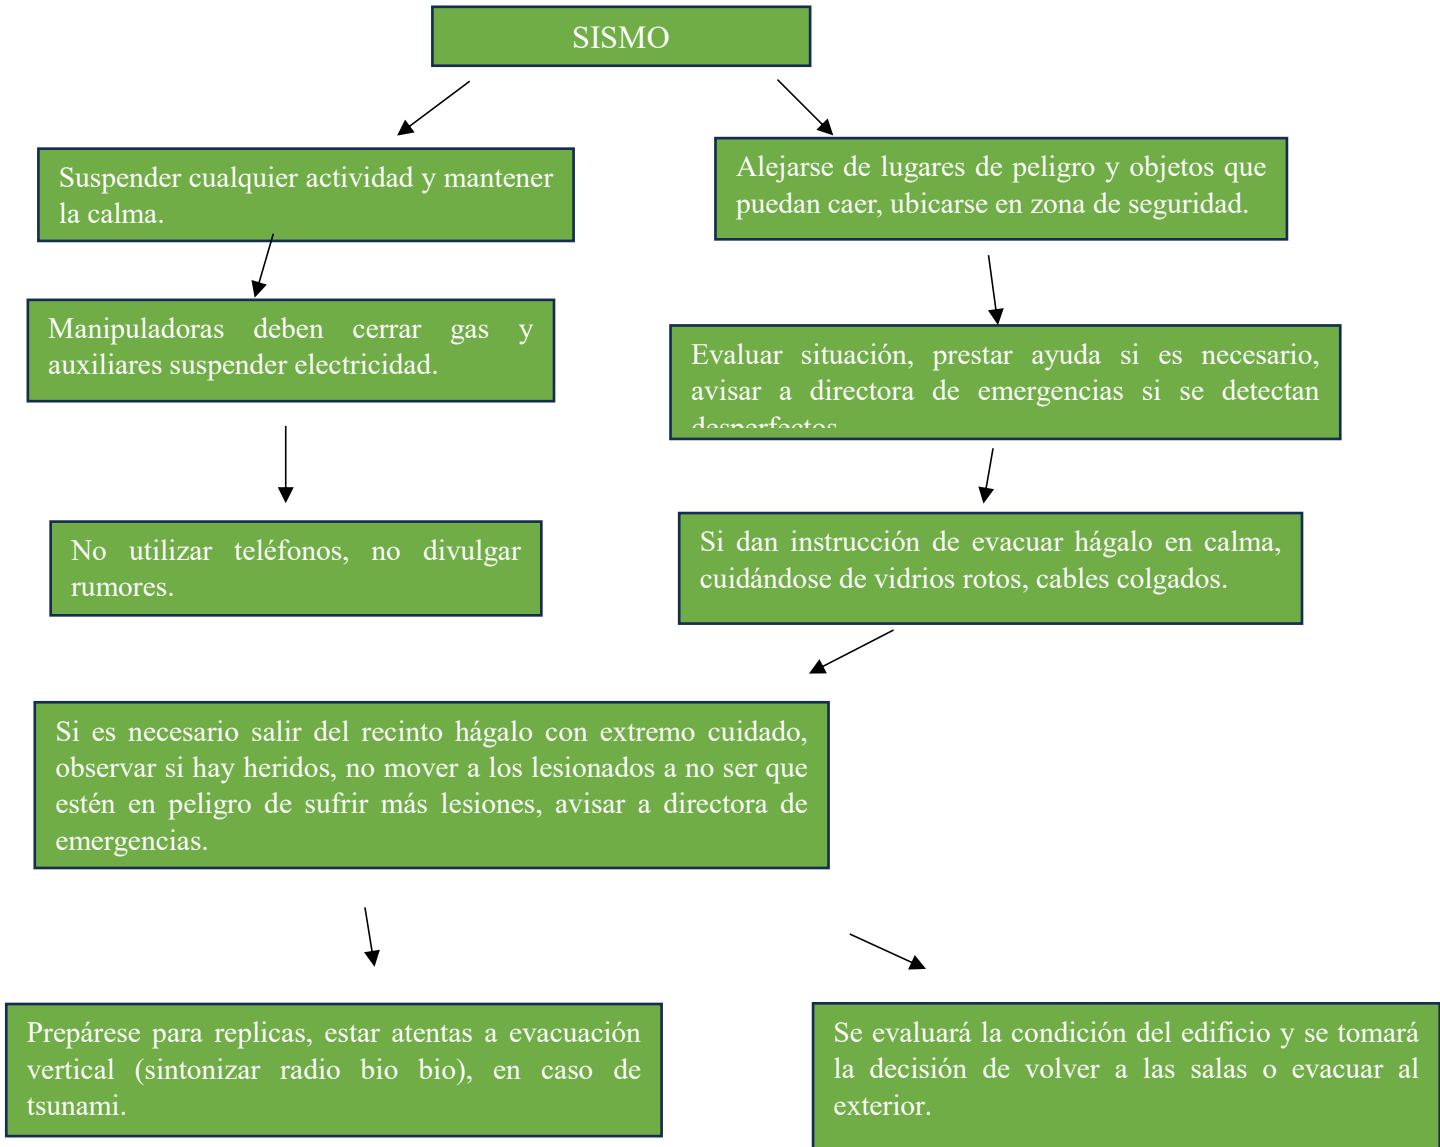 SISMO
Suspender cualquier actividad y mantener
la calma.
Alejarse de lugares de peligro y objetos que
puedan caer, ubicarse en zona de seguridad.
Manipuladoras deben cerrar gas y
auxiliares suspender electricidad.
Evaluar situación, prestar ayuda si es necesario,
avisar a directora de emergencias si se detectan
desperfectos
No utilizar teléfonos, no divulgar
rumores.
Si dan instrucción de evacuar hágalo en calma,
cuidándose de vidrios rotos, cables colgados.
Si es necesario salir del recinto hágalo con extremo cuidado,
observar si hay heridos, no mover a los lesionados a no ser que
estén en peligro de sufrir más lesiones, avisar a directora de
emergencias.
Prepárese para replicas, estar atentas a evacuación
vertical (sintonizar radio bio bio), en caso de
tsunami.
Se evaluará la condición del edificio y se tomará
la decisión de volver a las salas o evacuar al
exterior.